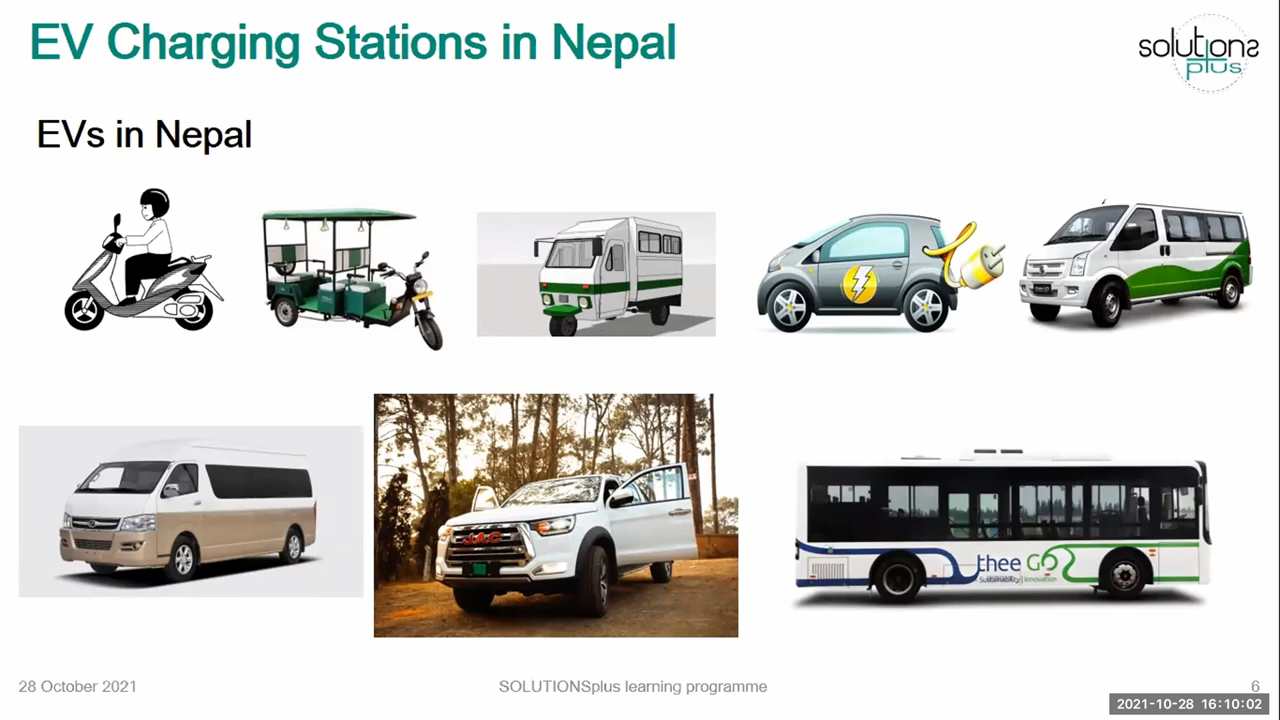 EV Charging Stations in Nepal
solutions
plus
EVs in Nepal
JAC
thee GO
Sustainability | Innovation
28 October 2021
SOLUTIONSplus learning programme
6
2021-10-28 16:10:02